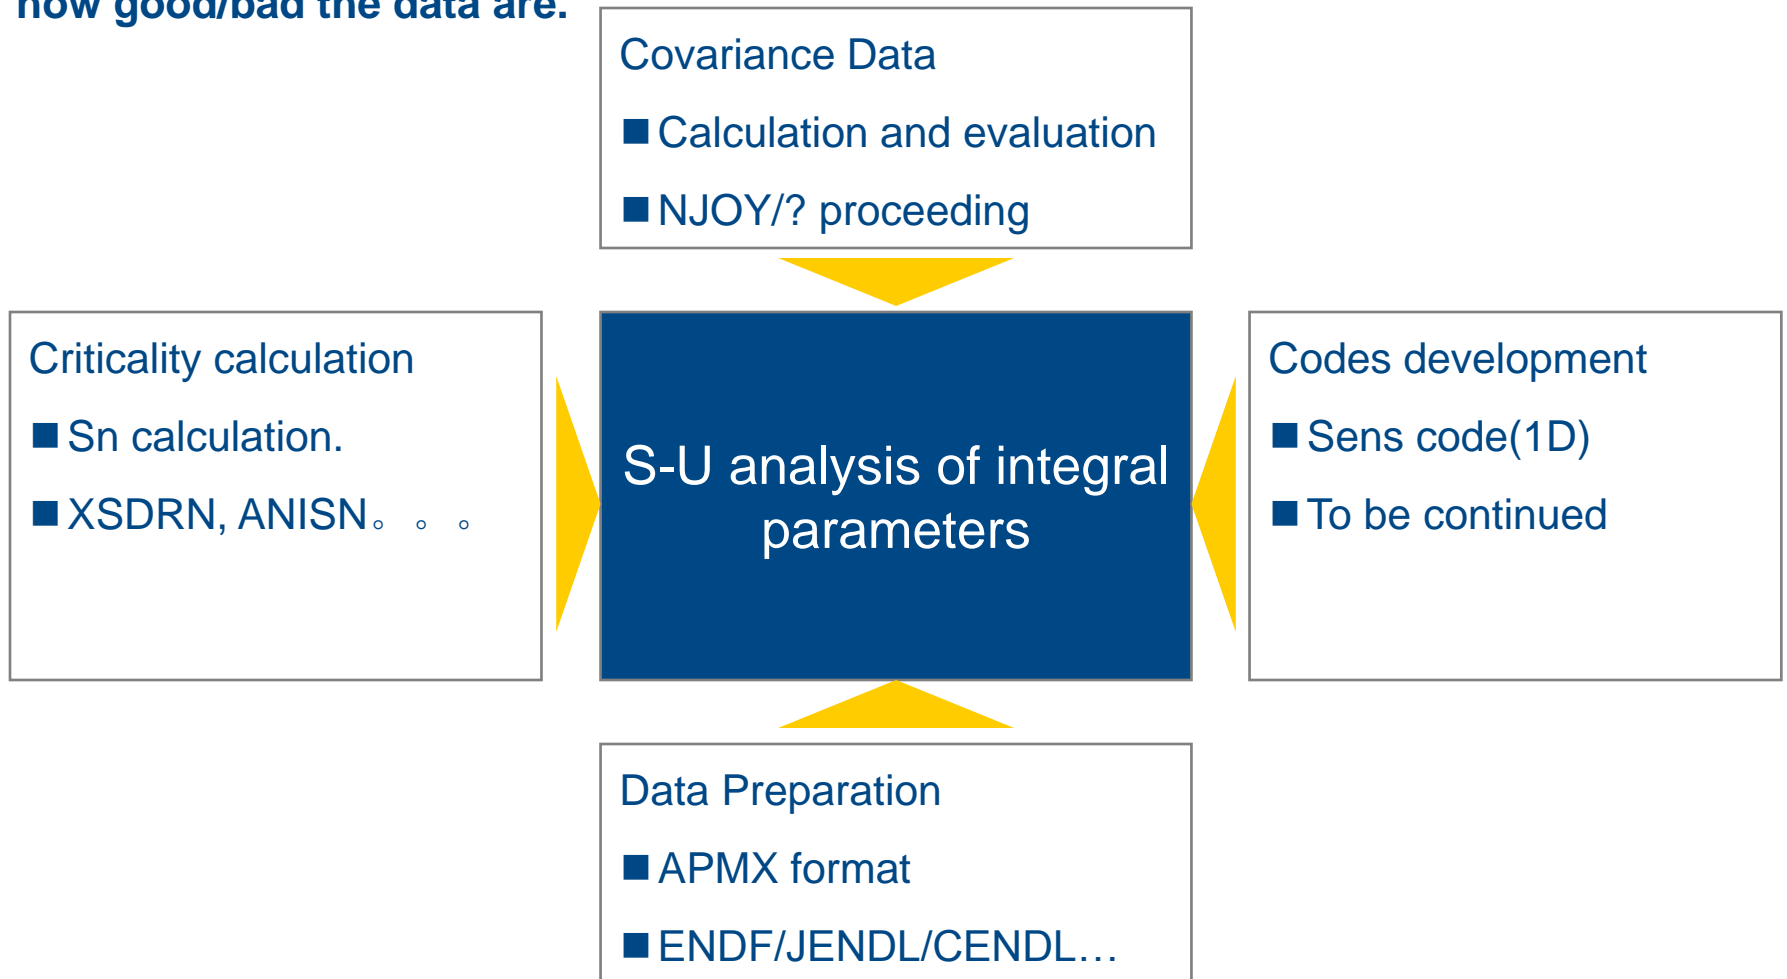 how good/bad the data are.
Covariance Data
■ Calculation and evaluation
■ NJOY/? proceeding
Criticality calculation
■ Sn calculation.
■ XSDRN, ANISN。。。
S-U analysis of integral
parameters
Codes development
■ Sens code(1D)
■ To be continued
Data Preparation
■ APMX format
■ ENDF/JENDL/CENDL…